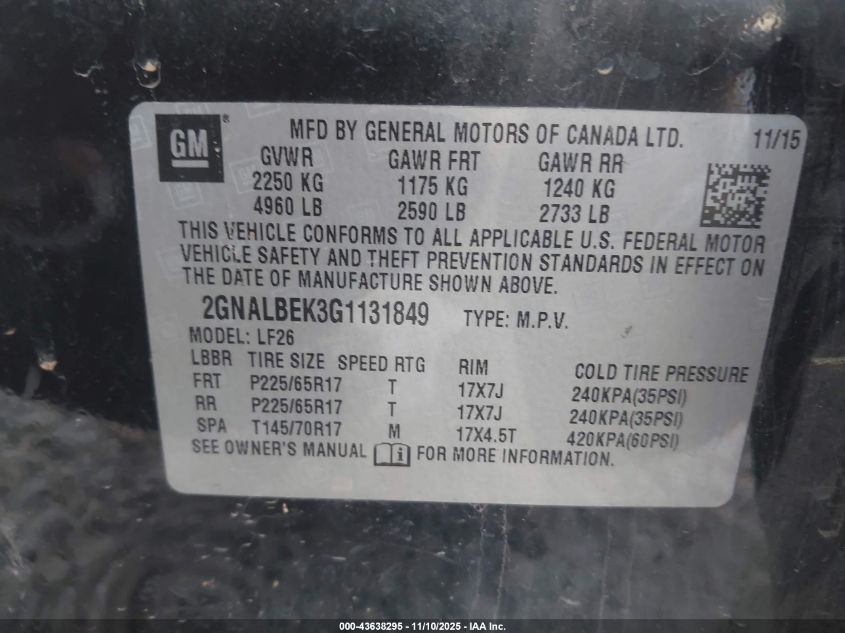 GM®
MFD BY GENERAL MOTORS OF CANADA LTD. 11/15
GVWR GAWR FRT GAWR RR
2250 KG 1175 KG 1240 KG
4960 LB 2590 LB 2733 LB
THIS VEHICLE CONFORMS TO ALL APPLICABLE U.S. FEDERAL MOTOR
VEHICLE SAFETY AND THEFT PREVENTION STANDARDS IN EFFECT ON
THE DATE OF MANUFACTURE SHOWN ABOVE.
2GNALBEK3G1131849 TYPE: M.P.V.
MODEL: LF26
LBBR TIRE SIZE SPEED RTG RIM COLD TIRE PRESSURE
FRT P225/65R17 T 17X7J 240KPA(35PSI)
RR P225/65R17 T 17X7J 240KPA(35PSI)
SPA T145/70R17 M 17X4.5T 420KPA(60PSI)
SEE OWNER'S MANUAL i FOR MORE INFORMATION.
000-43638295 - 11/10/2025 - IAA Inc.